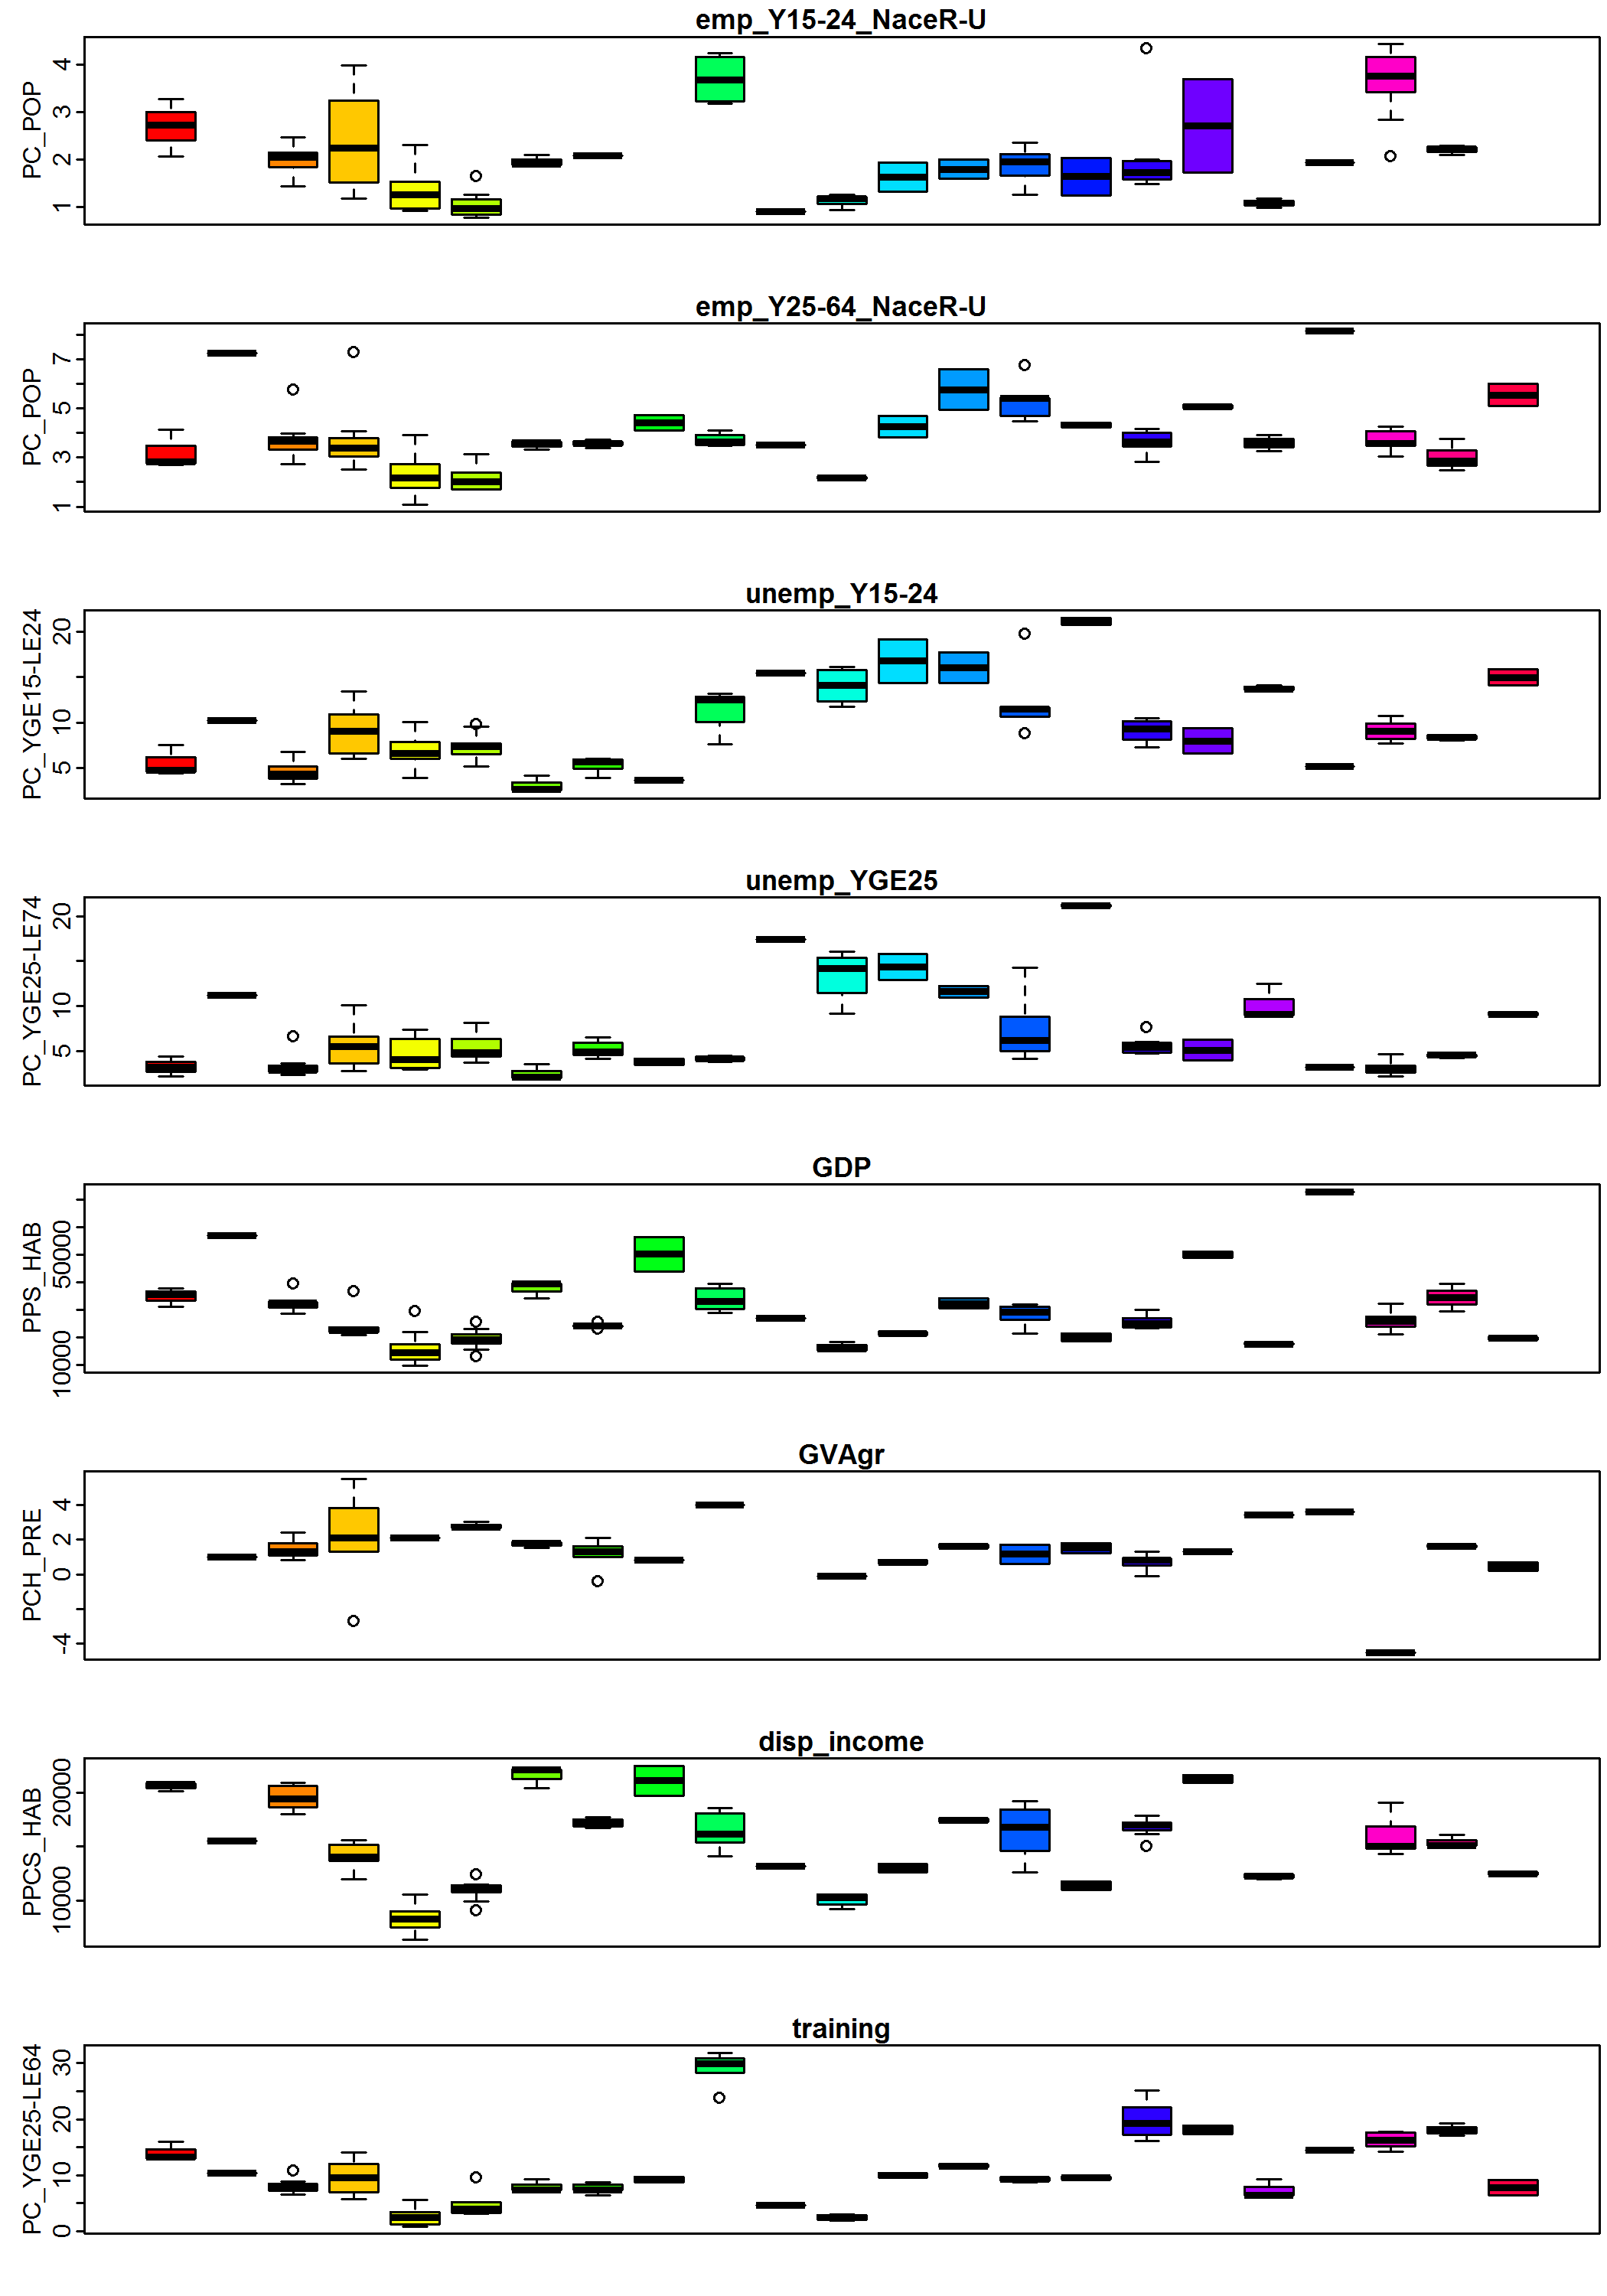 emp_Y15-24_NaceR-U
PC_POP
4
3
2
1
emp_Y25-64_NaceR-U
PC_POP
7
5
3
1
unemp_Y15-24
PC_YGE15-LE24
20
10
5
unemp_YGE25
PC_YGE25-LE74
20
10
5
GDP
PPS_HAB
50000
10000
GVAgr
PCH_PRE
4
2
0
-4
disp_income
PPCS_HAB
20000
10000
training
PC_YGE25-LE64
30
20
10
0